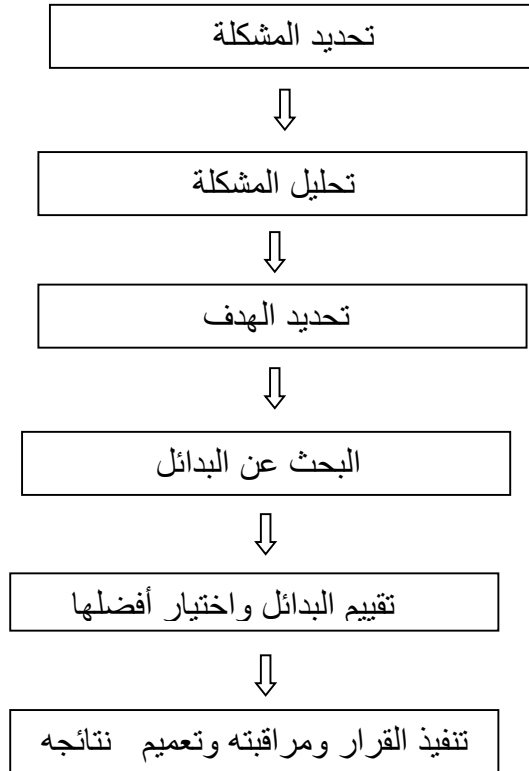 تحديد المشكلة
تحليل المشكلة
تحديد الهدف
البحث عن البدائل
تقييم البدائل واختيار أفضلها
تنفيذ القرار ومراقبته وتعميم نتائجه